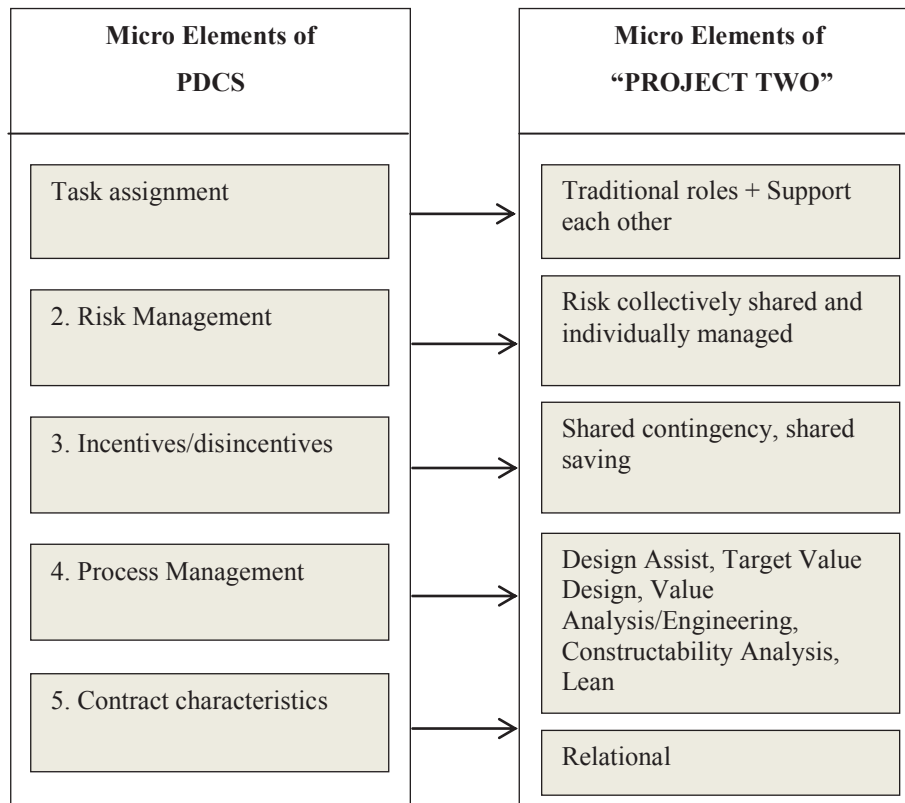 Micro Elements of
PDCS
Micro Elements of
“PROJECT TWO”
Task assignment
Traditional roles + Support
each other
2. Risk Management
Risk collectively shared and
individually managed
3. Incentives/disincentives
Shared contingency, shared
saving
4. Process Management
Design Assist, Target Value
Design, Value
Analysis/Engineering,
Constructability Analysis,
Lean
5. Contract characteristics
Relational